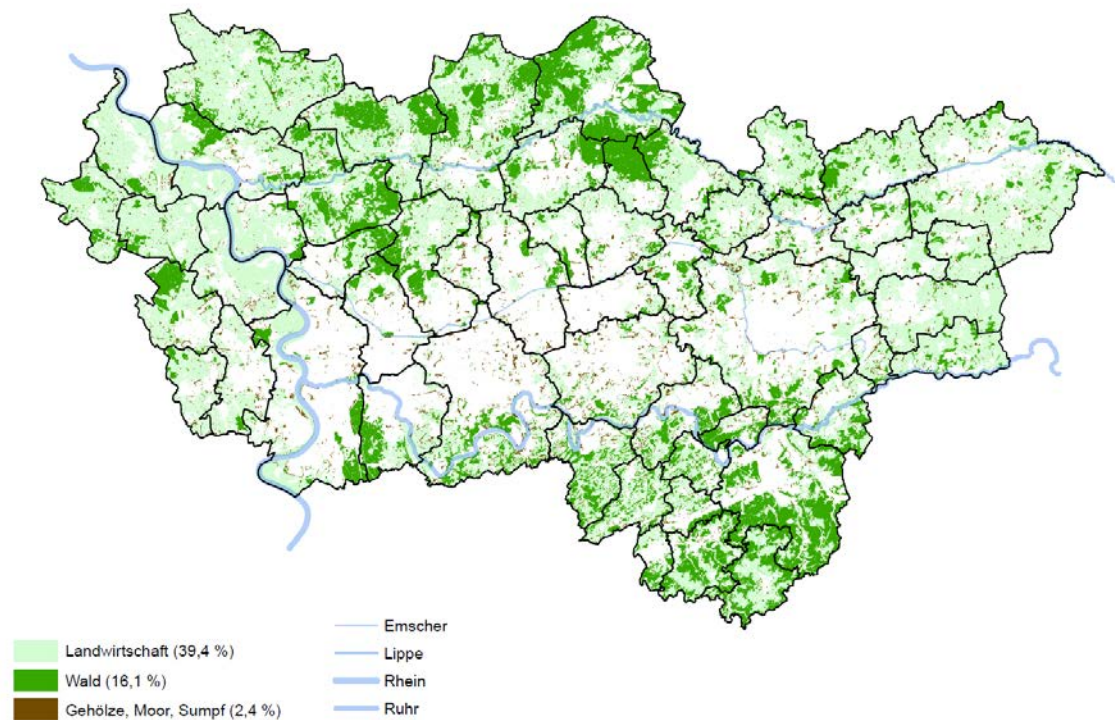 Landwirtschaft (39,4 %)
Wald (16,1 %)
Gehölze, Moor, Sumpf (2,4 %)
Emscher
Lippe
Rhein
Ruhr